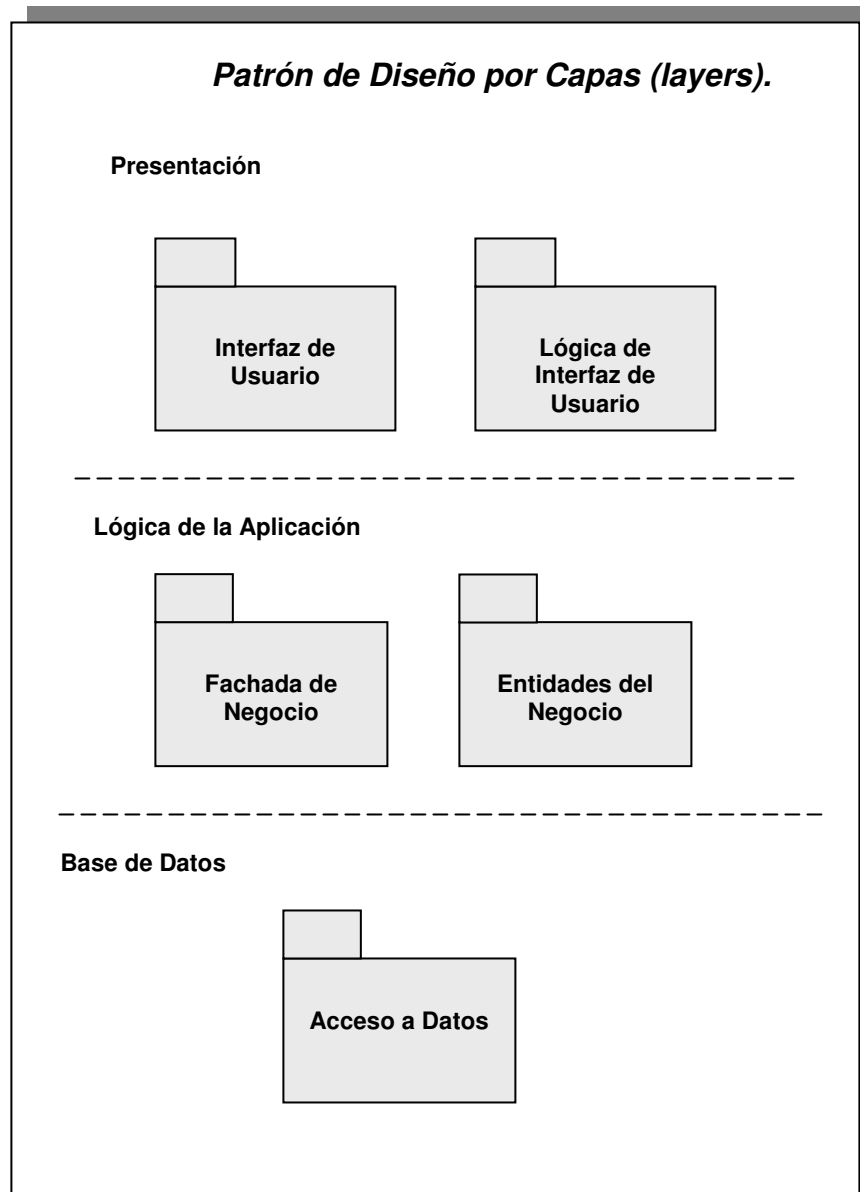 Patrón de Diseño por Capas (layers).
Presentación
Interfaz de
Usuario
Lógica de
Interfaz de
Usuario
Lógica de la Aplicación
Fachada de
Negocio
Entidades del
Negocio
Base de Datos
Acceso a Datos